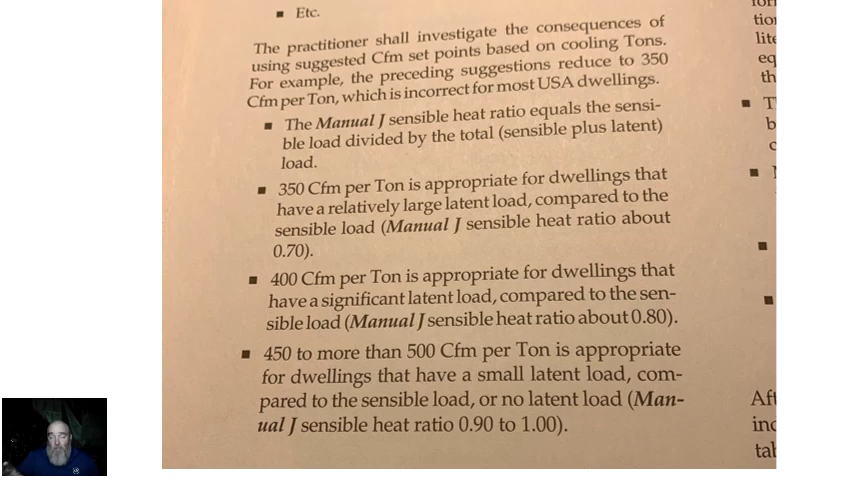 ▪ Etc.
The practitioner shall investigate the consequences of
using suggested Cfm set points based on cooling Tons.
For example, the preceding suggestions reduce to 350
Cfm per Ton, which is incorrect for most USA dwellings.
▪ The Manual J sensible heat ratio equals the sensi-
ble load divided by the total (sensible plus latent)
load.
▪ 350 Cfm per Ton is appropriate for dwellings that
have a relatively large latent load, compared to the
sensible load (Manual J sensible heat ratio about
0.70).
▪ 400 Cfm per Ton is appropriate for dwellings that
have a significant latent load, compared to the sen-
sible load (Manual J sensible heat ratio about 0.80).
▪ 450 to more than 500 Cfm per Ton is appropriate
for dwellings that have a small latent load, com-
pared to the sensible load, or no latent load (Man-
ual J sensible heat ratio 0.90 to 1.00).